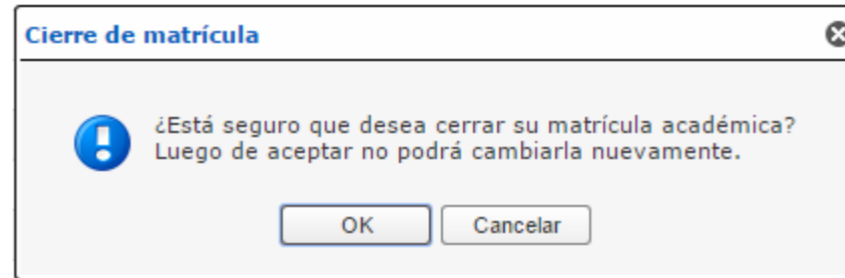 Cierre de matrícula
¿Está seguro que desea cerrar su matrícula académica?
Luego de aceptar no podrá cambiarla nuevamente.
OK
Cancelar